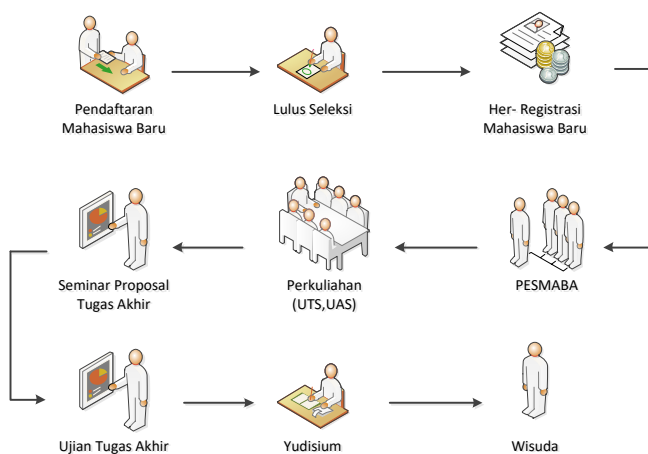 Pendaftaran
Mahasiswa Baru
Lulus Seleksi
Her- Registrasi
Mahasiswa Baru
Seminar Proposal
Tugas Akhir
Perkuliahan
(UTS,UAS)
PESMABA
Ujian Tugas Akhir
Yudisium
Wisuda